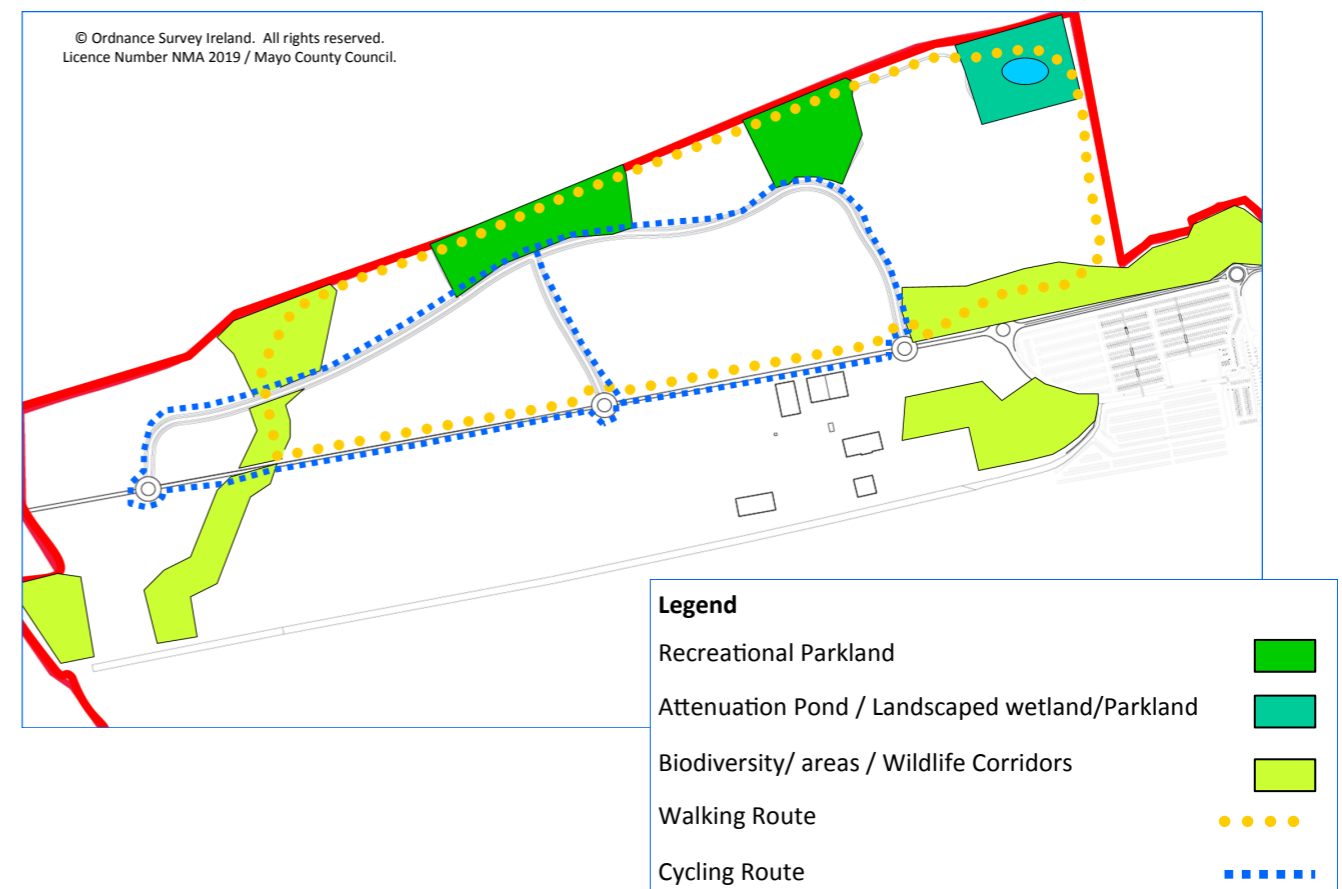 © Ordnance Survey Ireland. All rights reserved.
Licence Number NMA 2019 / Mayo County Council.
Legend
Recreational Parkland
Attenuation Pond / Landscaped wetland/Parkland
Biodiversity/ areas / Wildlife Corridors
Walking Route
Cycling Route